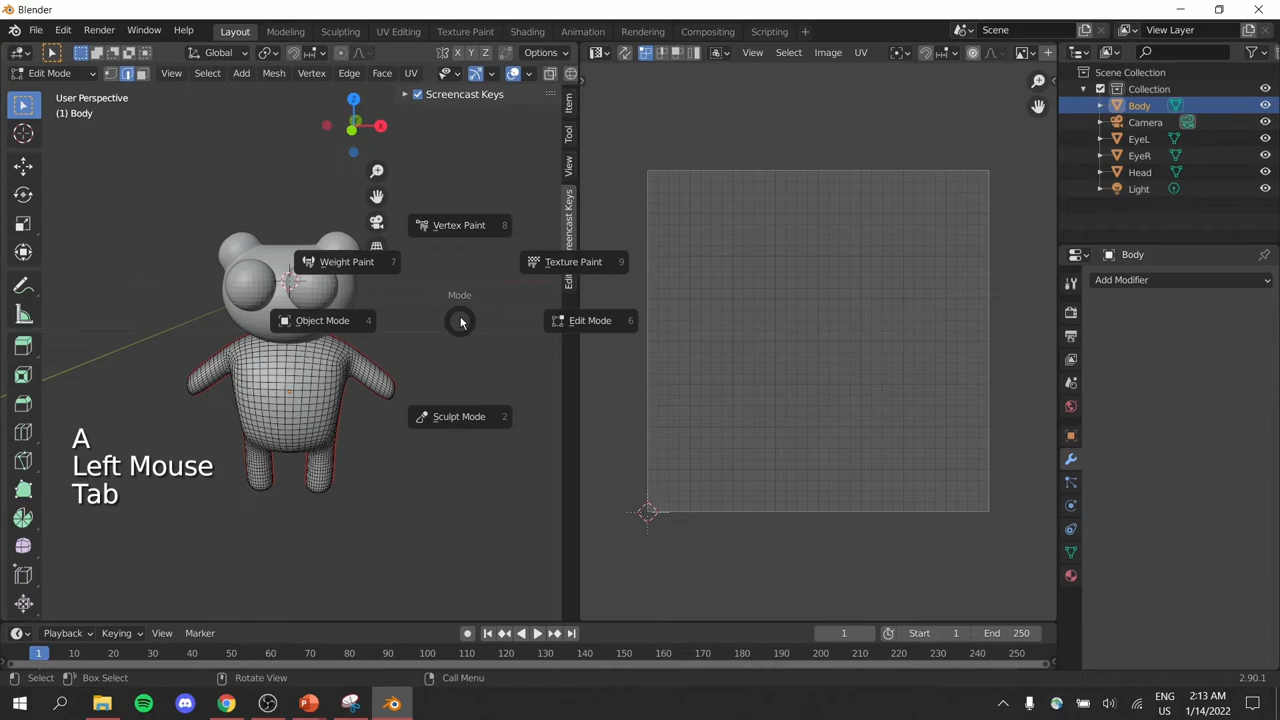 Blender
File Edit Render Window Help Layout Modeling Sculpting UV Editing Texture Paint Shading Animation Rendering Compositing Scripting Scene View Layer
Global X Y Z Options View Select Image UV
Edit Mode View Select Add Mesh Vertex Edge Face UV
User Perspective
(1) Body
Screencast Keys
Z
X
Item
Tool
View
Screencast Keys
Edit
Vertex Paint 8
Weight Paint 7
Texture Paint 9
Mode
Object Mode 4
Edit Mode 6
Sculpt Mode 2
A
Left Mouse
Tab
Scene Collection
Collection
Body
Camera
EyeL
EyeR
Head
Light
Body
Add Modifier
Playback Keying View Marker 1 Start 1 End 250
1 10 20 30 40 50 60 70 80 90 100 110 120 130 140 150 160 170 180 190 200 210 220 230 240 250
Select Box Select Rotate View Call Menu 2.90.1
ENG
US
2:13 AM
1/14/2022